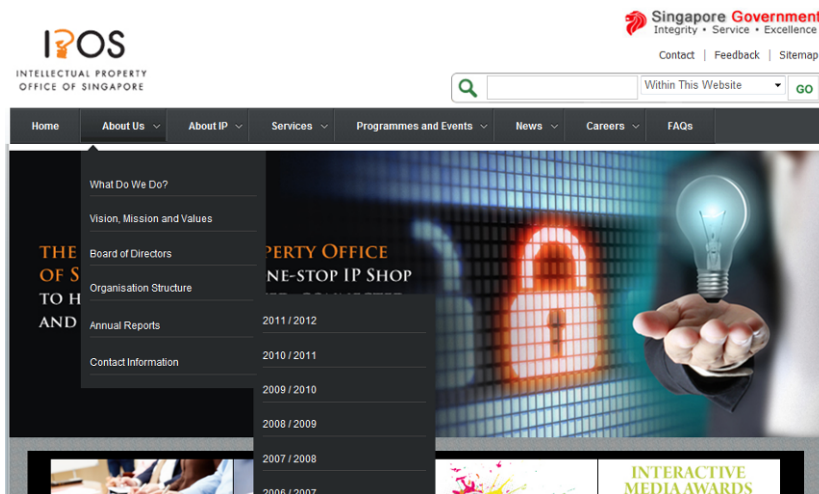 IPOS
INTELLECTUAL PROPERTY
OFFICE OF SINGAPORE
Singapore Government
Integrity • Service • Excellence
Contact | Feedback | Sitemap
Within This Website
GO
Home
About Us
About IP
Services
Programmes and Events
News
Careers
FAQs
What Do We Do?
Vision, Mission and Values
Board of Directors
Organisation Structure
Annual Reports
Contact Information
THE
PERTY OFFICE
OF S
NE-STOP IP SHOP
TO H
AND
2011 / 2012
2010 / 2011
2009 / 2010
2008 / 2009
2007 / 2008
2006 / 2007
INTERACTIVE
MEDIA AWARDS